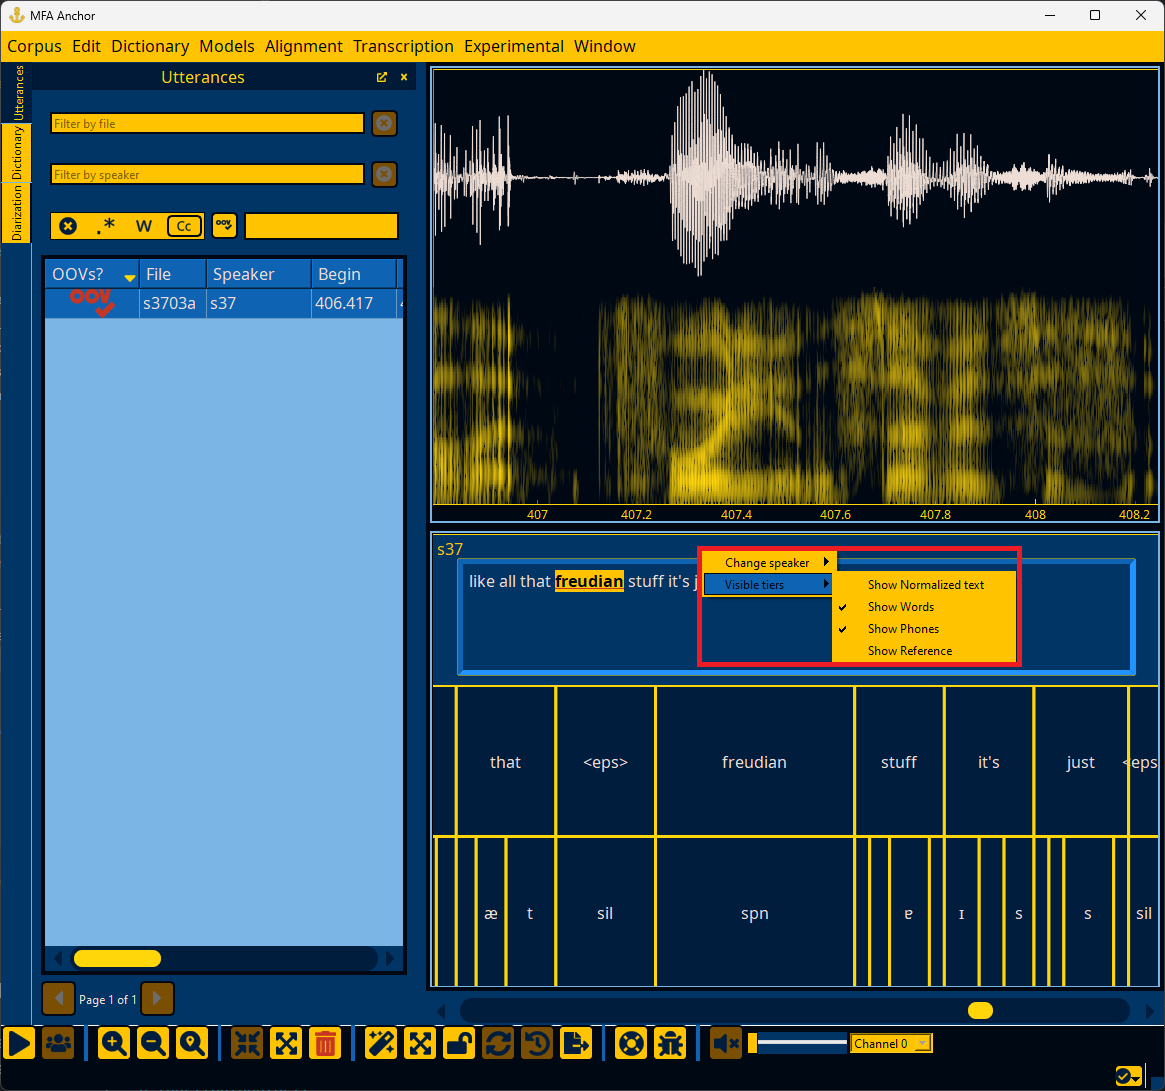 MFA Anchor
Corpus Edit Dictionary Models Alignment Transcription Experimental Window
Utterances
Dictionary
Diarization
Utterances
Filter by file
Filter by speaker
.* W Cc OOV
OOVs? File Speaker Begin
OOV s3703a s37 406.417
Page 1 of 1
407 407.2 407.4 407.6 407.8 408 408.2
s37
like all that freudian stuff it's j
Change speaker
Visible tiers
Show Normalized text
Show Words
Show Phones
Show Reference
that <eps> freudian stuff it's just <eps
æ t sil spn ɐ ɪ s s sil
Channel 0